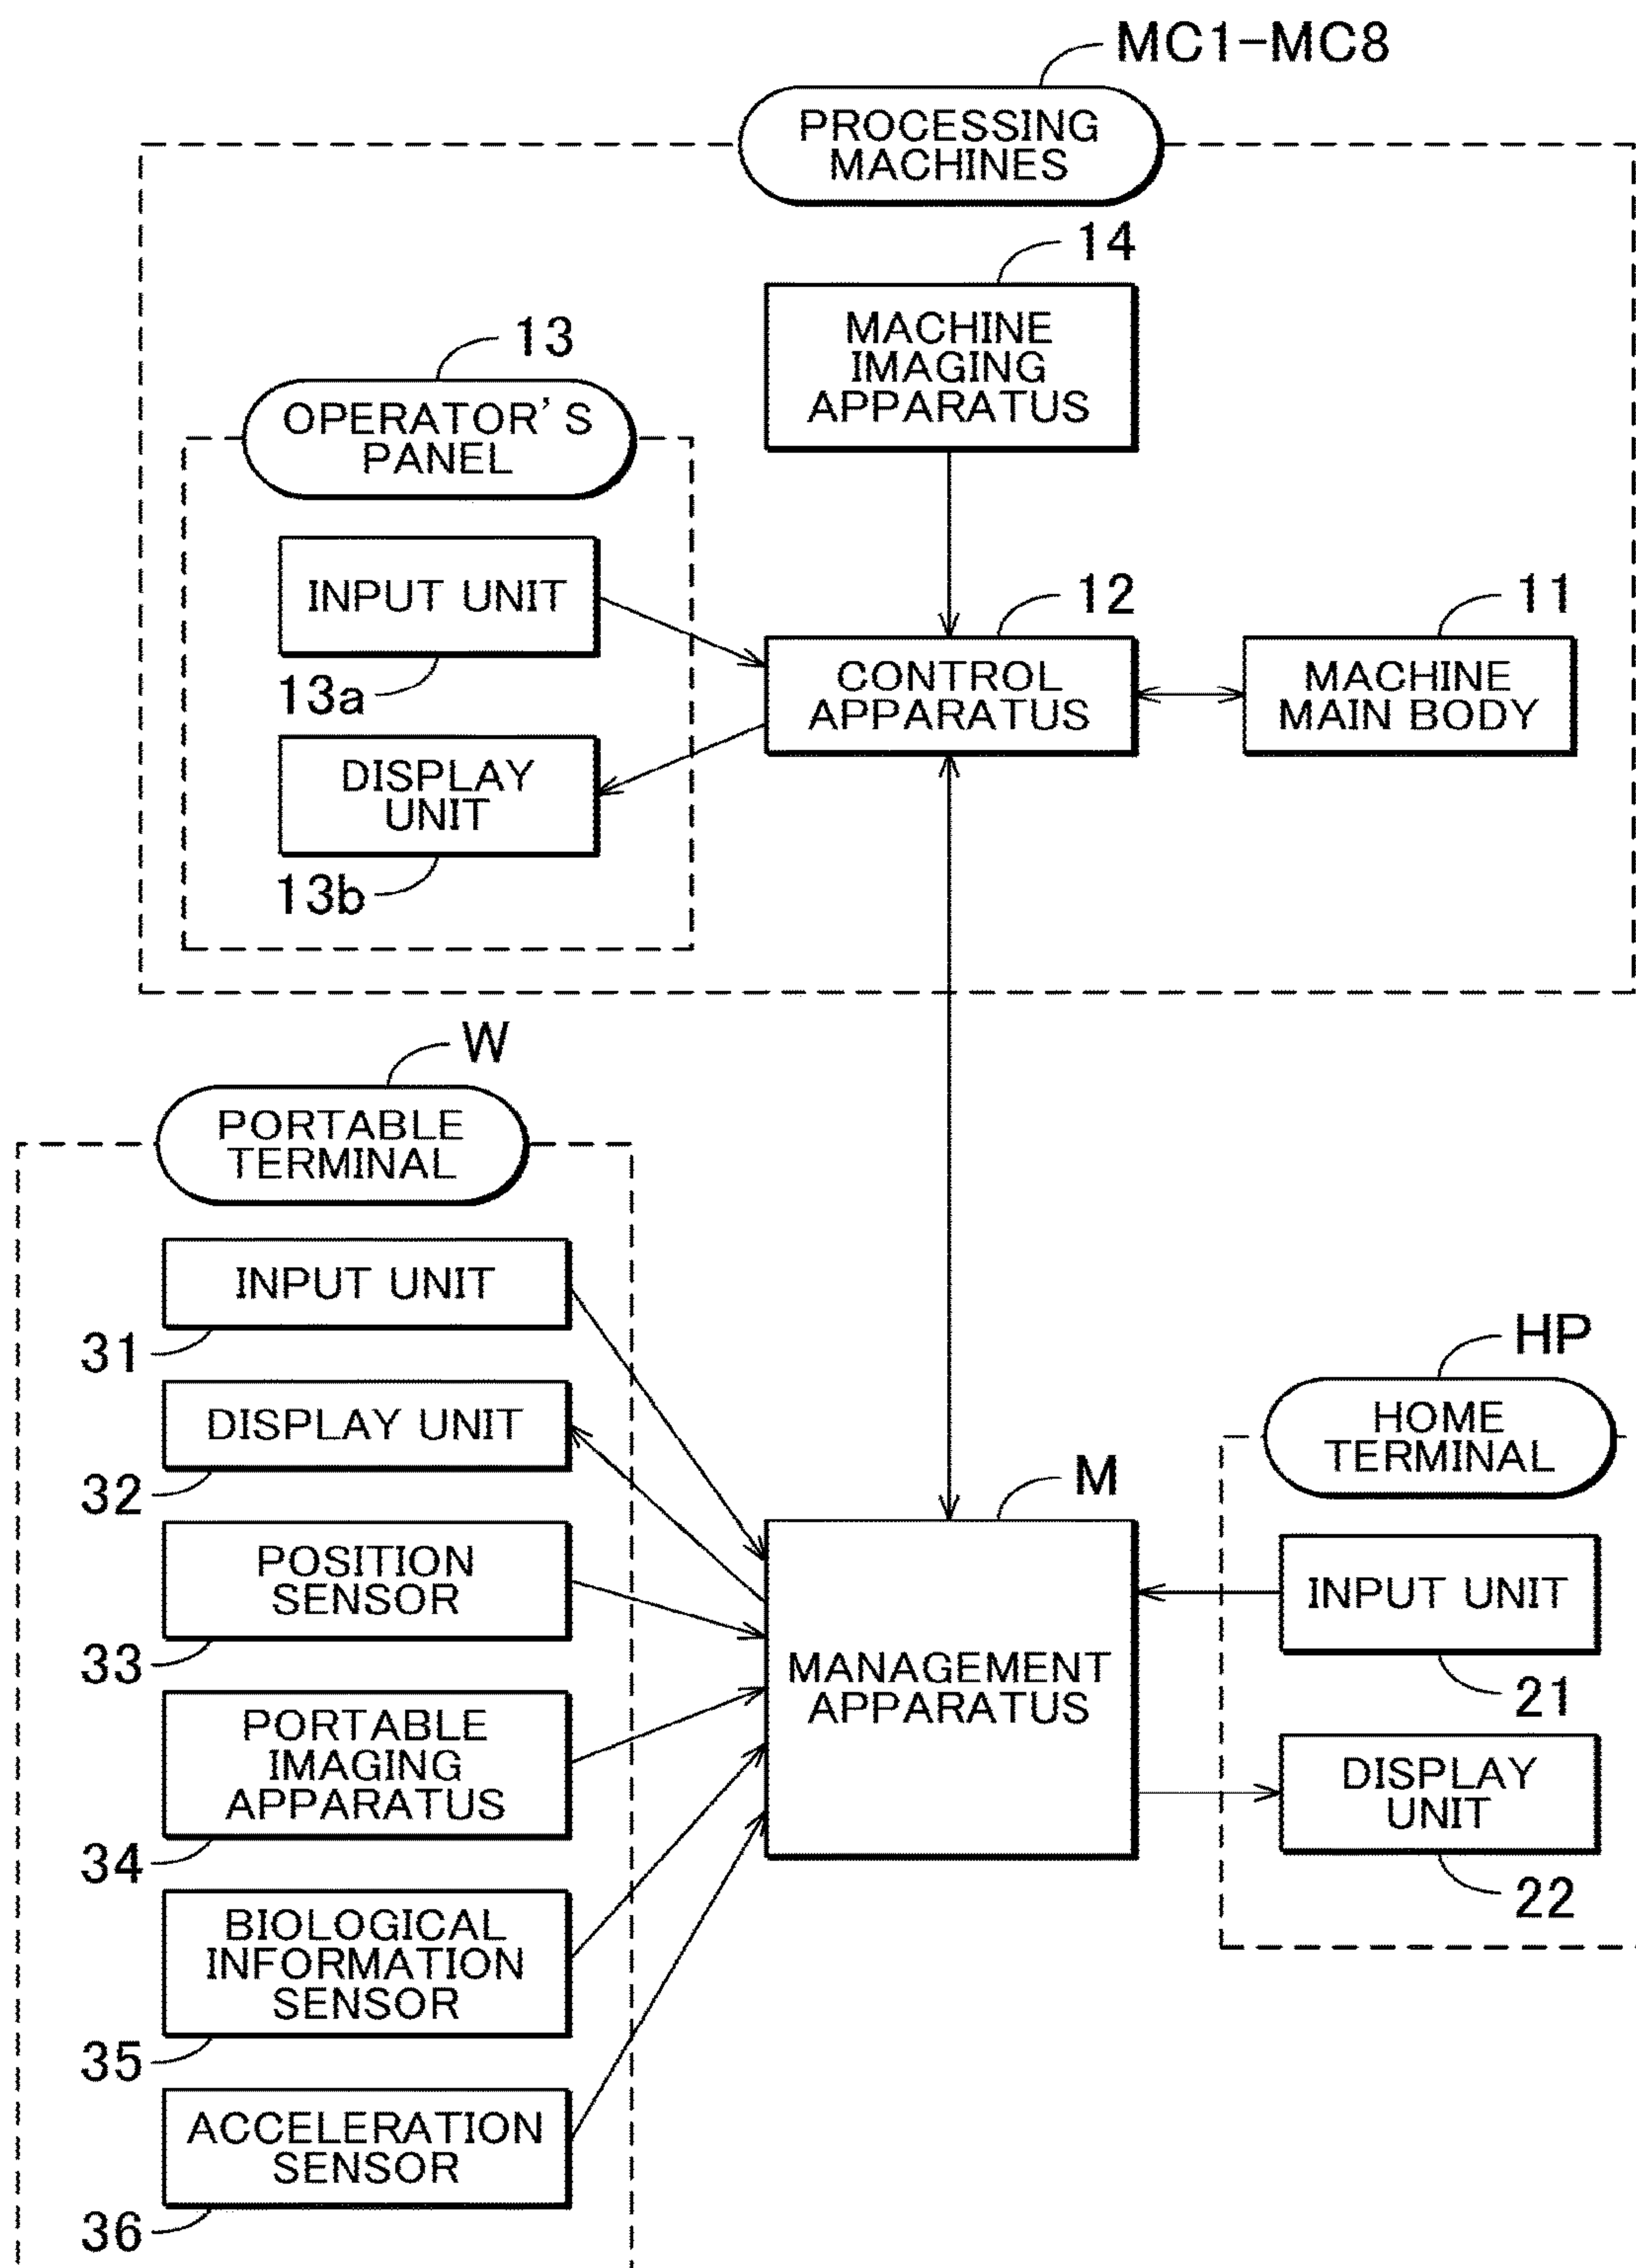 MC1-MC8
PROCESSING
MACHINES
14
MACHINE
IMAGING
APPARATUS
13
OPERATOR'S
PANEL
INPUT UNIT
13a
DISPLAY
UNIT
13b
12
CONTROL
APPARATUS
11
MACHINE
MAIN BODY
W
PORTABLE
TERMINAL
INPUT UNIT
31
DISPLAY UNIT
32
POSITION
SENSOR
33
PORTABLE
IMAGING
APPARATUS
34
BIOLOGICAL
INFORMATION
SENSOR
35
ACCELERATION
SENSOR
36
M
MANAGEMENT
APPARATUS
HP
HOME
TERMINAL
INPUT UNIT
21
DISPLAY
UNIT
22